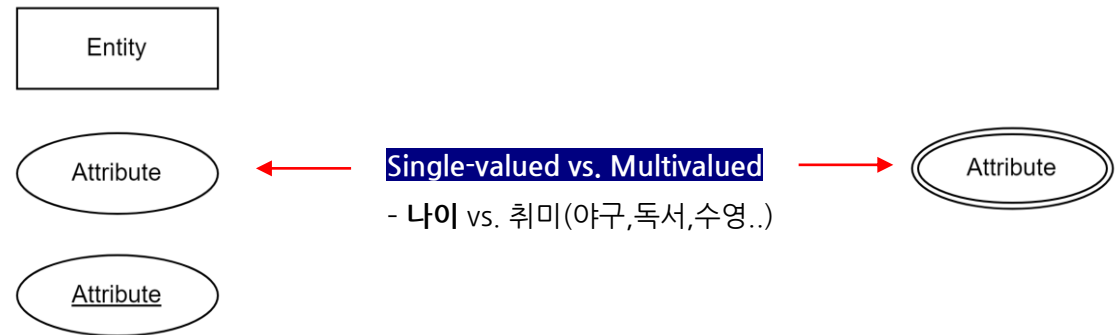 Entity
Attribute
Single-valued vs. Multivalued
Attribute
- 나이 vs. 취미(야구,독서,수영..)
Attribute